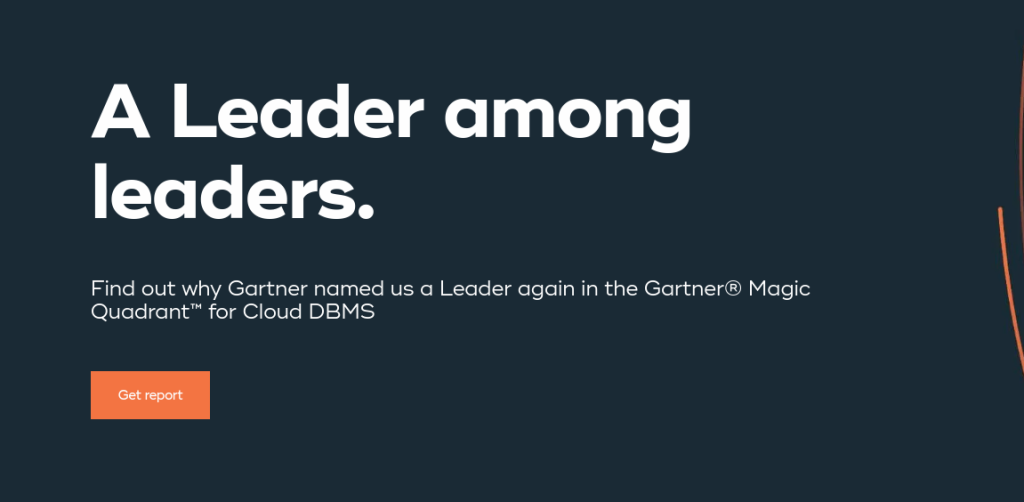 A Leader among
leaders.
Find out why Gartner named us a Leader again in the Gartner® Magic
Quadrant™ for Cloud DBMS
Get report